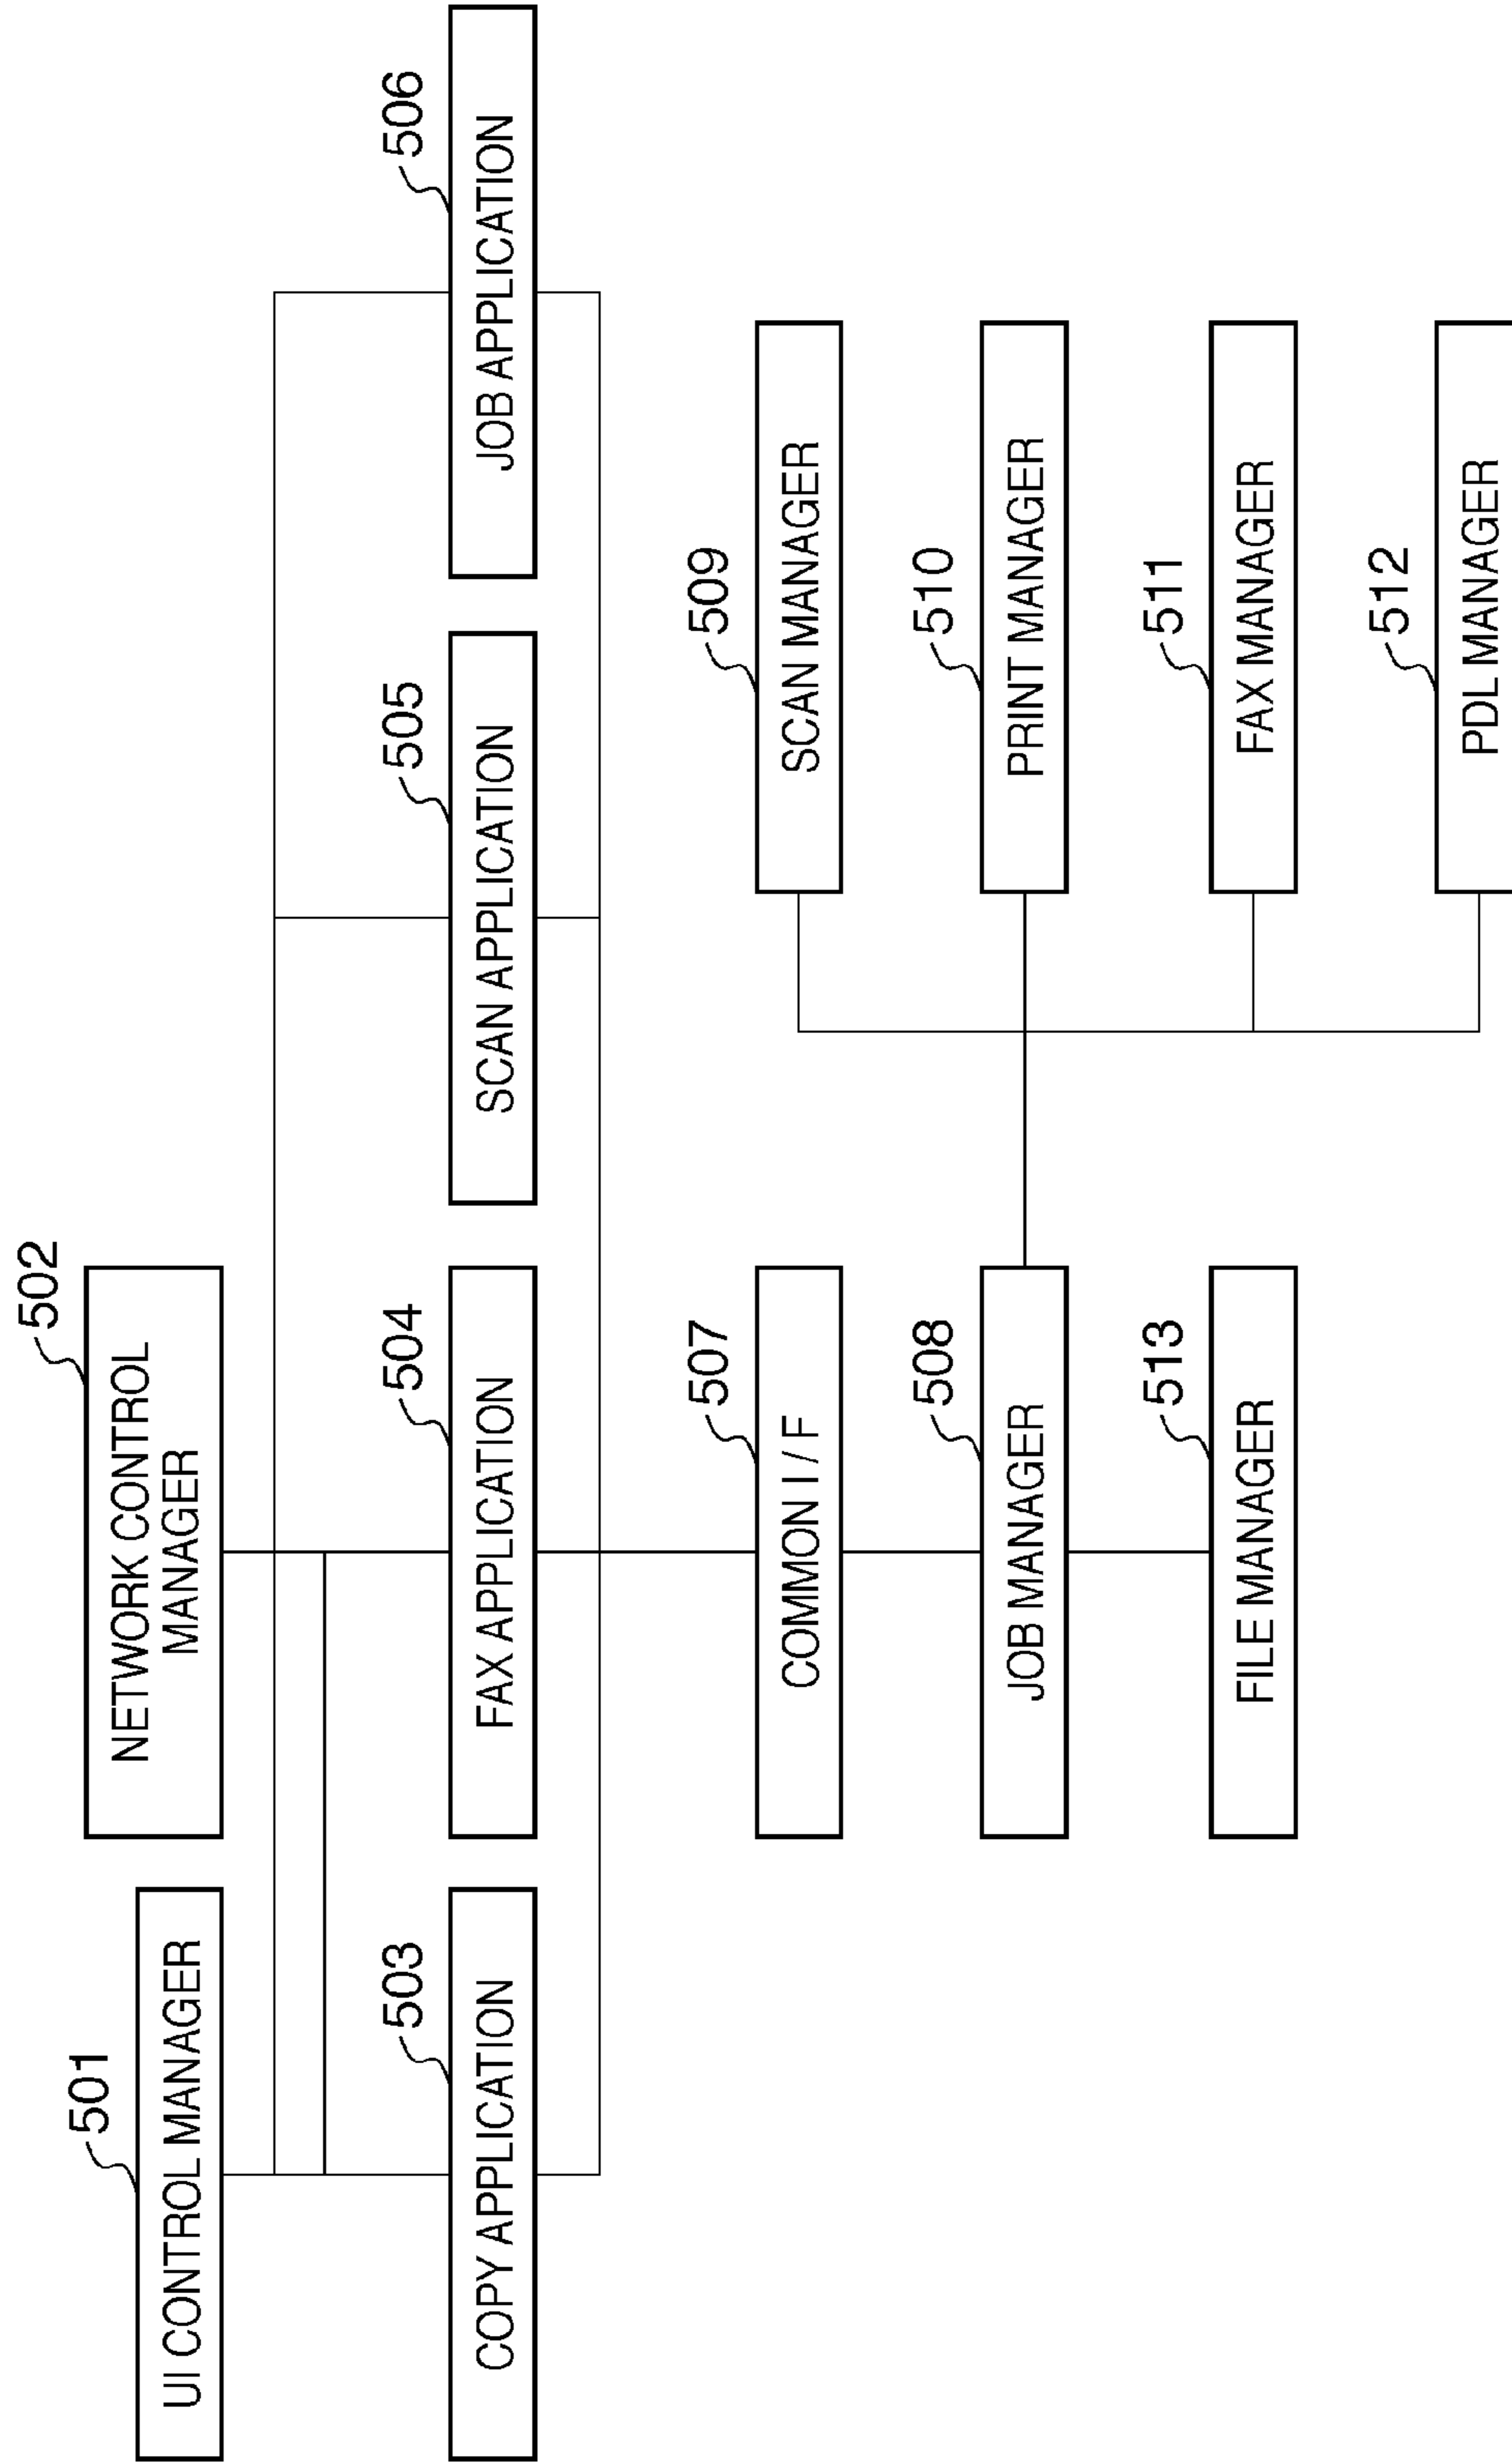 502
501
NETWORK CONTROL
MANAGER
UI CONTROL MANAGER
503
504
505
506
COPY APPLICATION
FAX APPLICATION
SCAN APPLICATION
JOB APPLICATION
507
509
COMMON I / F
SCAN MANAGER
508
510
JOB MANAGER
PRINT MANAGER
513
511
FILE MANAGER
FAX MANAGER
512
PDL MANAGER